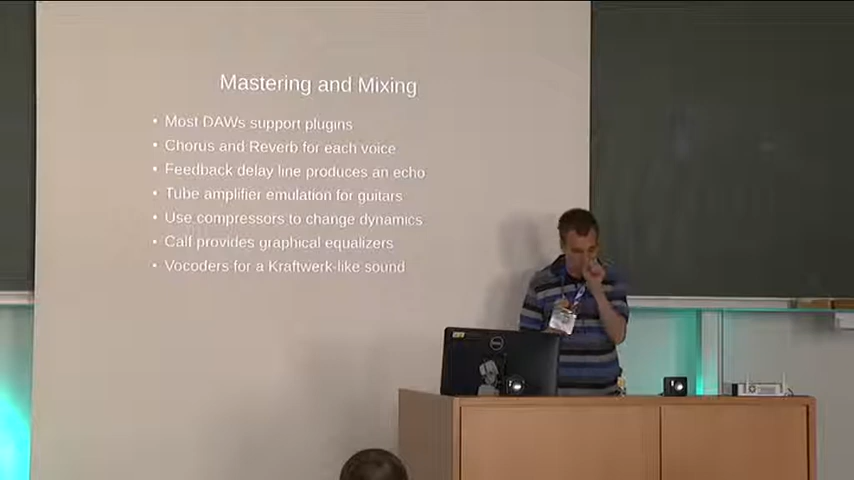 Mastering and Mixing
• Most DAWs support plugins
• Chorus and Reverb for each voice
• Feedback delay line produces an echo
• Tube amplifier emulation for guitars
• Use compressors to change dynamics
• Calf provides graphical equalizers
• Vocoders for a Kraftwerk-like sound
DELL